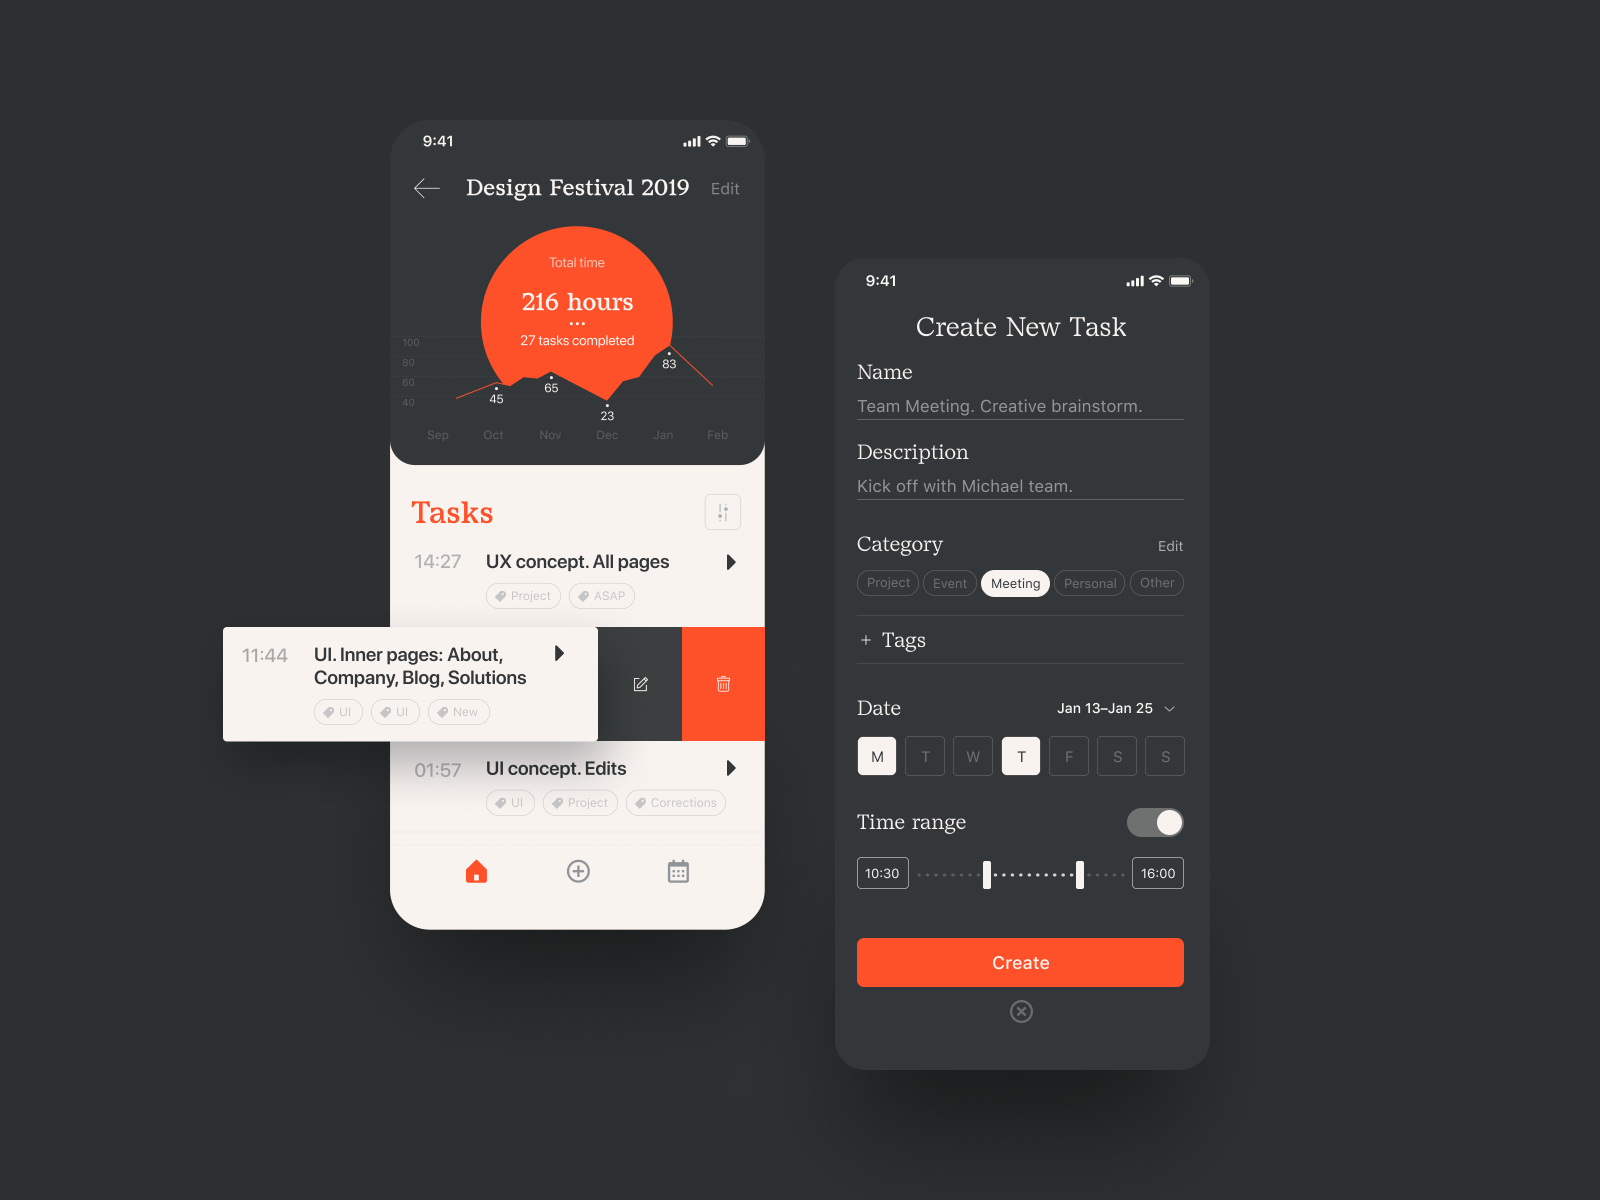 9:41
Design Festival 2019 Edit
Total time
216 hours
27 tasks completed
100
80
60
40
45
65
23
83
Sep Oct Nov Dec Jan Feb
Tasks
14:27 UX concept. All pages
Project ASAP
11:44 UI. Inner pages: About,
Company, Blog, Solutions
UI UI New
01:57 UI concept. Edits
UI Project Corrections
9:41
Create New Task
Name
Team Meeting. Creative brainstorm.
Description
Kick off with Michael team.
Category Edit
Project Event Meeting Personal Other
+ Tags
Date Jan 13–Jan 25
M T W T F S S
Time range
10:30 16:00
Create